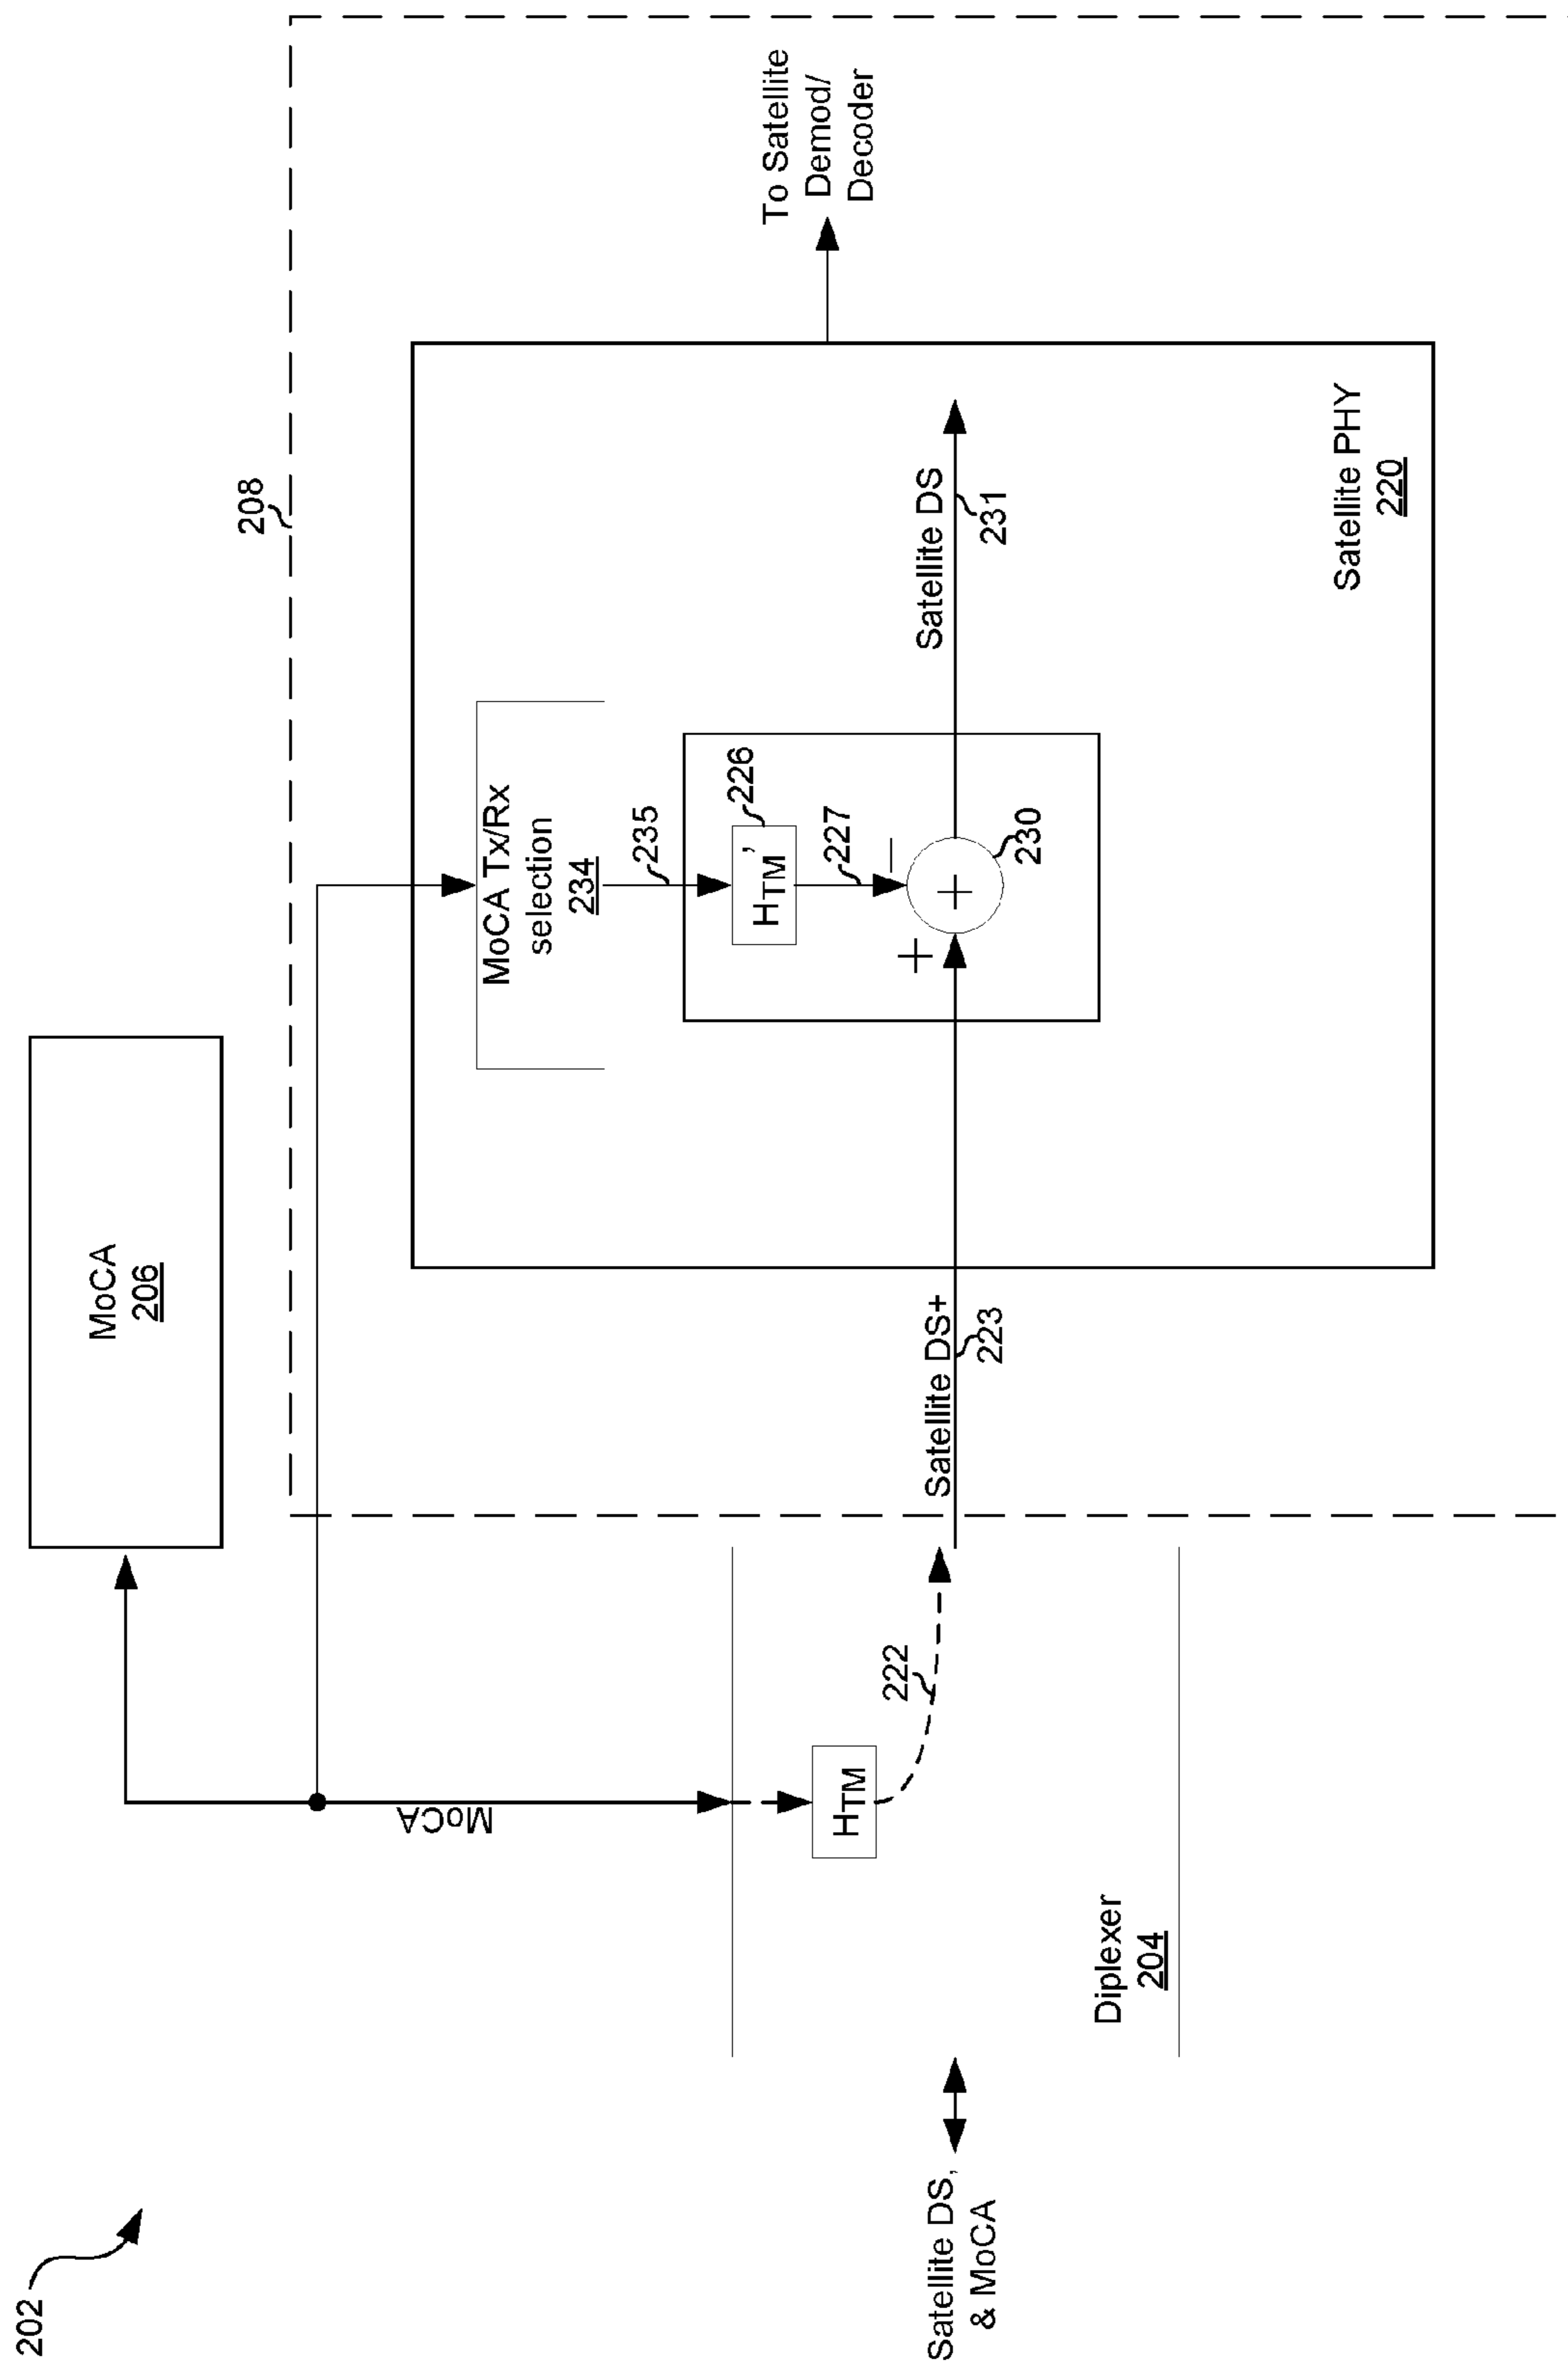 202
MoCA
206
208
MoCA
Satellite DS,
& MoCA
Diplexer
204
HTM
222
Satellite DS+
223
MoCA Tx/Rx
selection
234
235
HTM'
226
227
−
+
+
230
Satellite DS
231
Satellite PHY
220
To Satellite
Demod/
Decoder